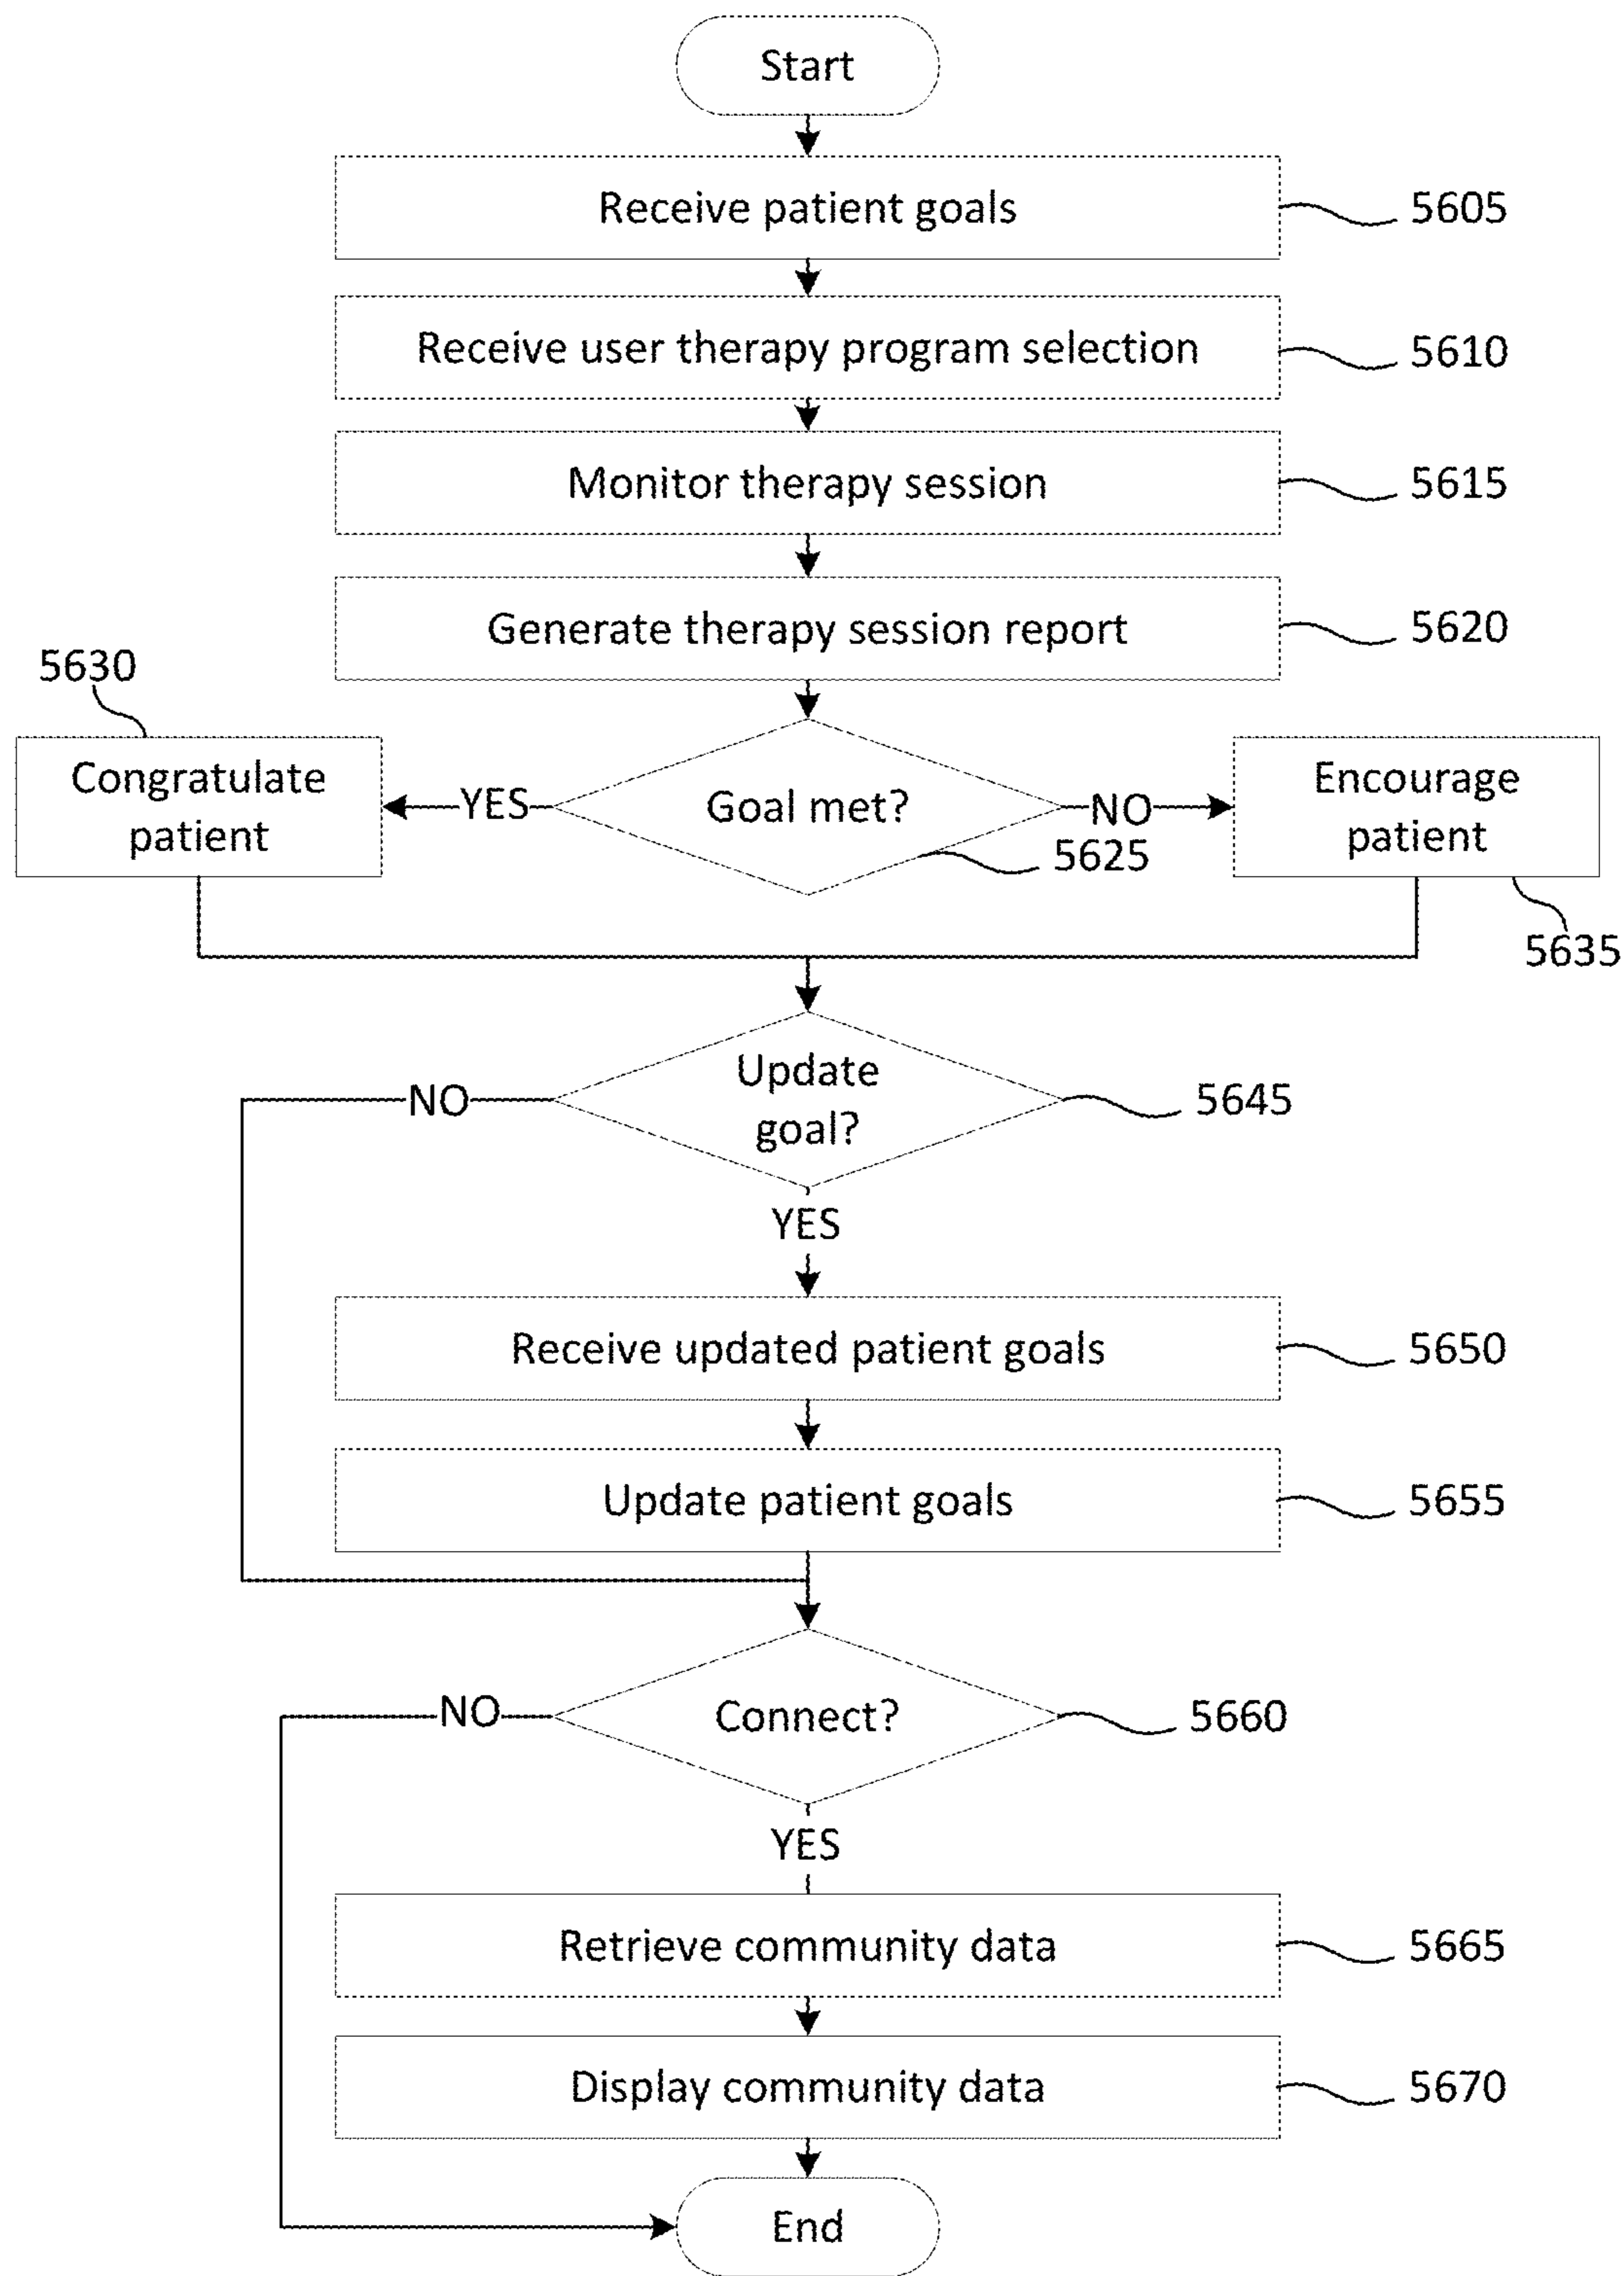 Start
Receive patient goals
5605
Receive user therapy program selection
5610
Monitor therapy session
5615
Generate therapy session report
5620
5630
Congratulate
patient
YES
Goal met?
5625
NO
Encourage
patient
5635
Update
goal?
NO
5645
YES
Receive updated patient goals
5650
Update patient goals
5655
NO
Connect?
5660
YES
Retrieve community data
5665
Display community data
5670
End